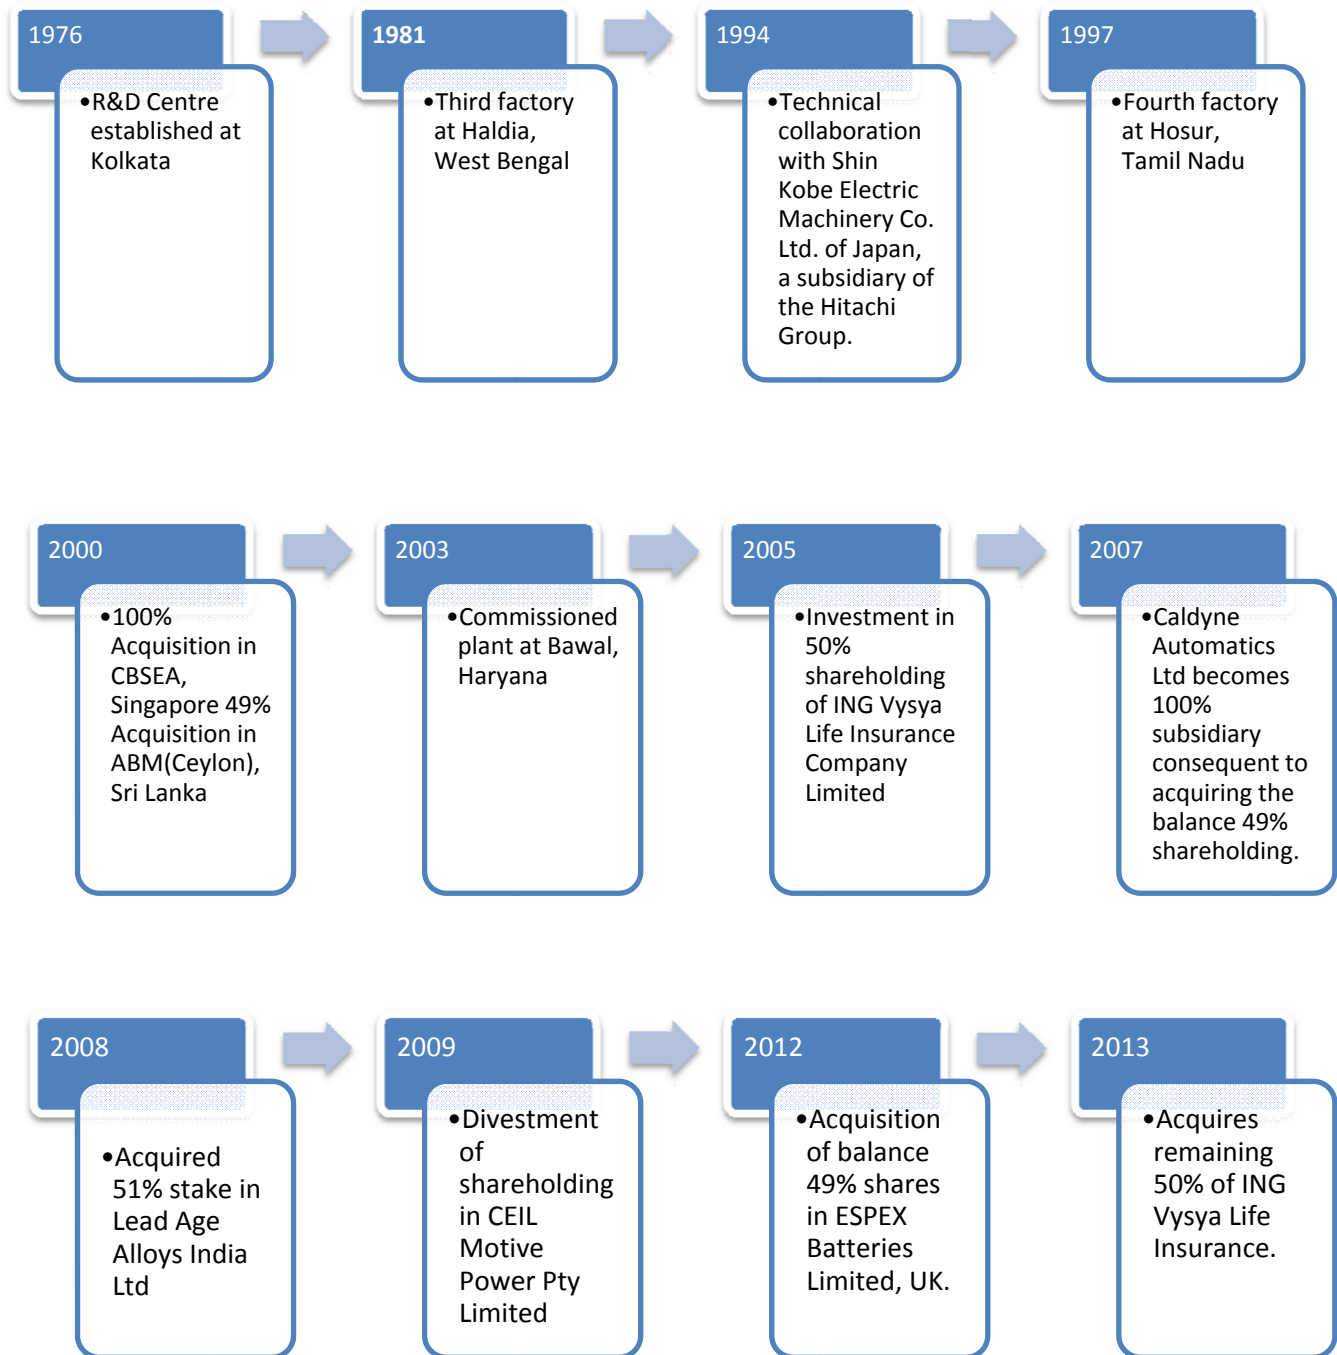 1976
•R&D Centre
established at
Kolkata
1981
•Third factory
at Haldia,
West Bengal
1994
•Technical
collaboration
with Shin
Kobe Electric
Machinery Co.
Ltd. of Japan,
a subsidiary of
the Hitachi
Group.
1997
•Fourth factory
at Hosur,
Tamil Nadu
2000
•100%
Acquisition in
CBSEA,
Singapore 49%
Acquisition in
ABM(Ceylon),
Sri Lanka
2003
•Commissioned
plant at Bawal,
Haryana
2005
•Investment in
50%
shareholding
of ING Vysya
Life Insurance
Company
Limited
2007
•Caldyne
Automatics
Ltd becomes
100%
subsidiary
consequent to
acquiring the
balance 49%
shareholding.
2008
•Acquired
51% stake in
Lead Age
Alloys India
Ltd
2009
•Divestment
of
shareholding
in CEIL
Motive
Power Pty
Limited
2012
•Acquisition
of balance
49% shares
in ESPEX
Batteries
Limited, UK.
2013
•Acquires
remaining
50% of ING
Vysya Life
Insurance.